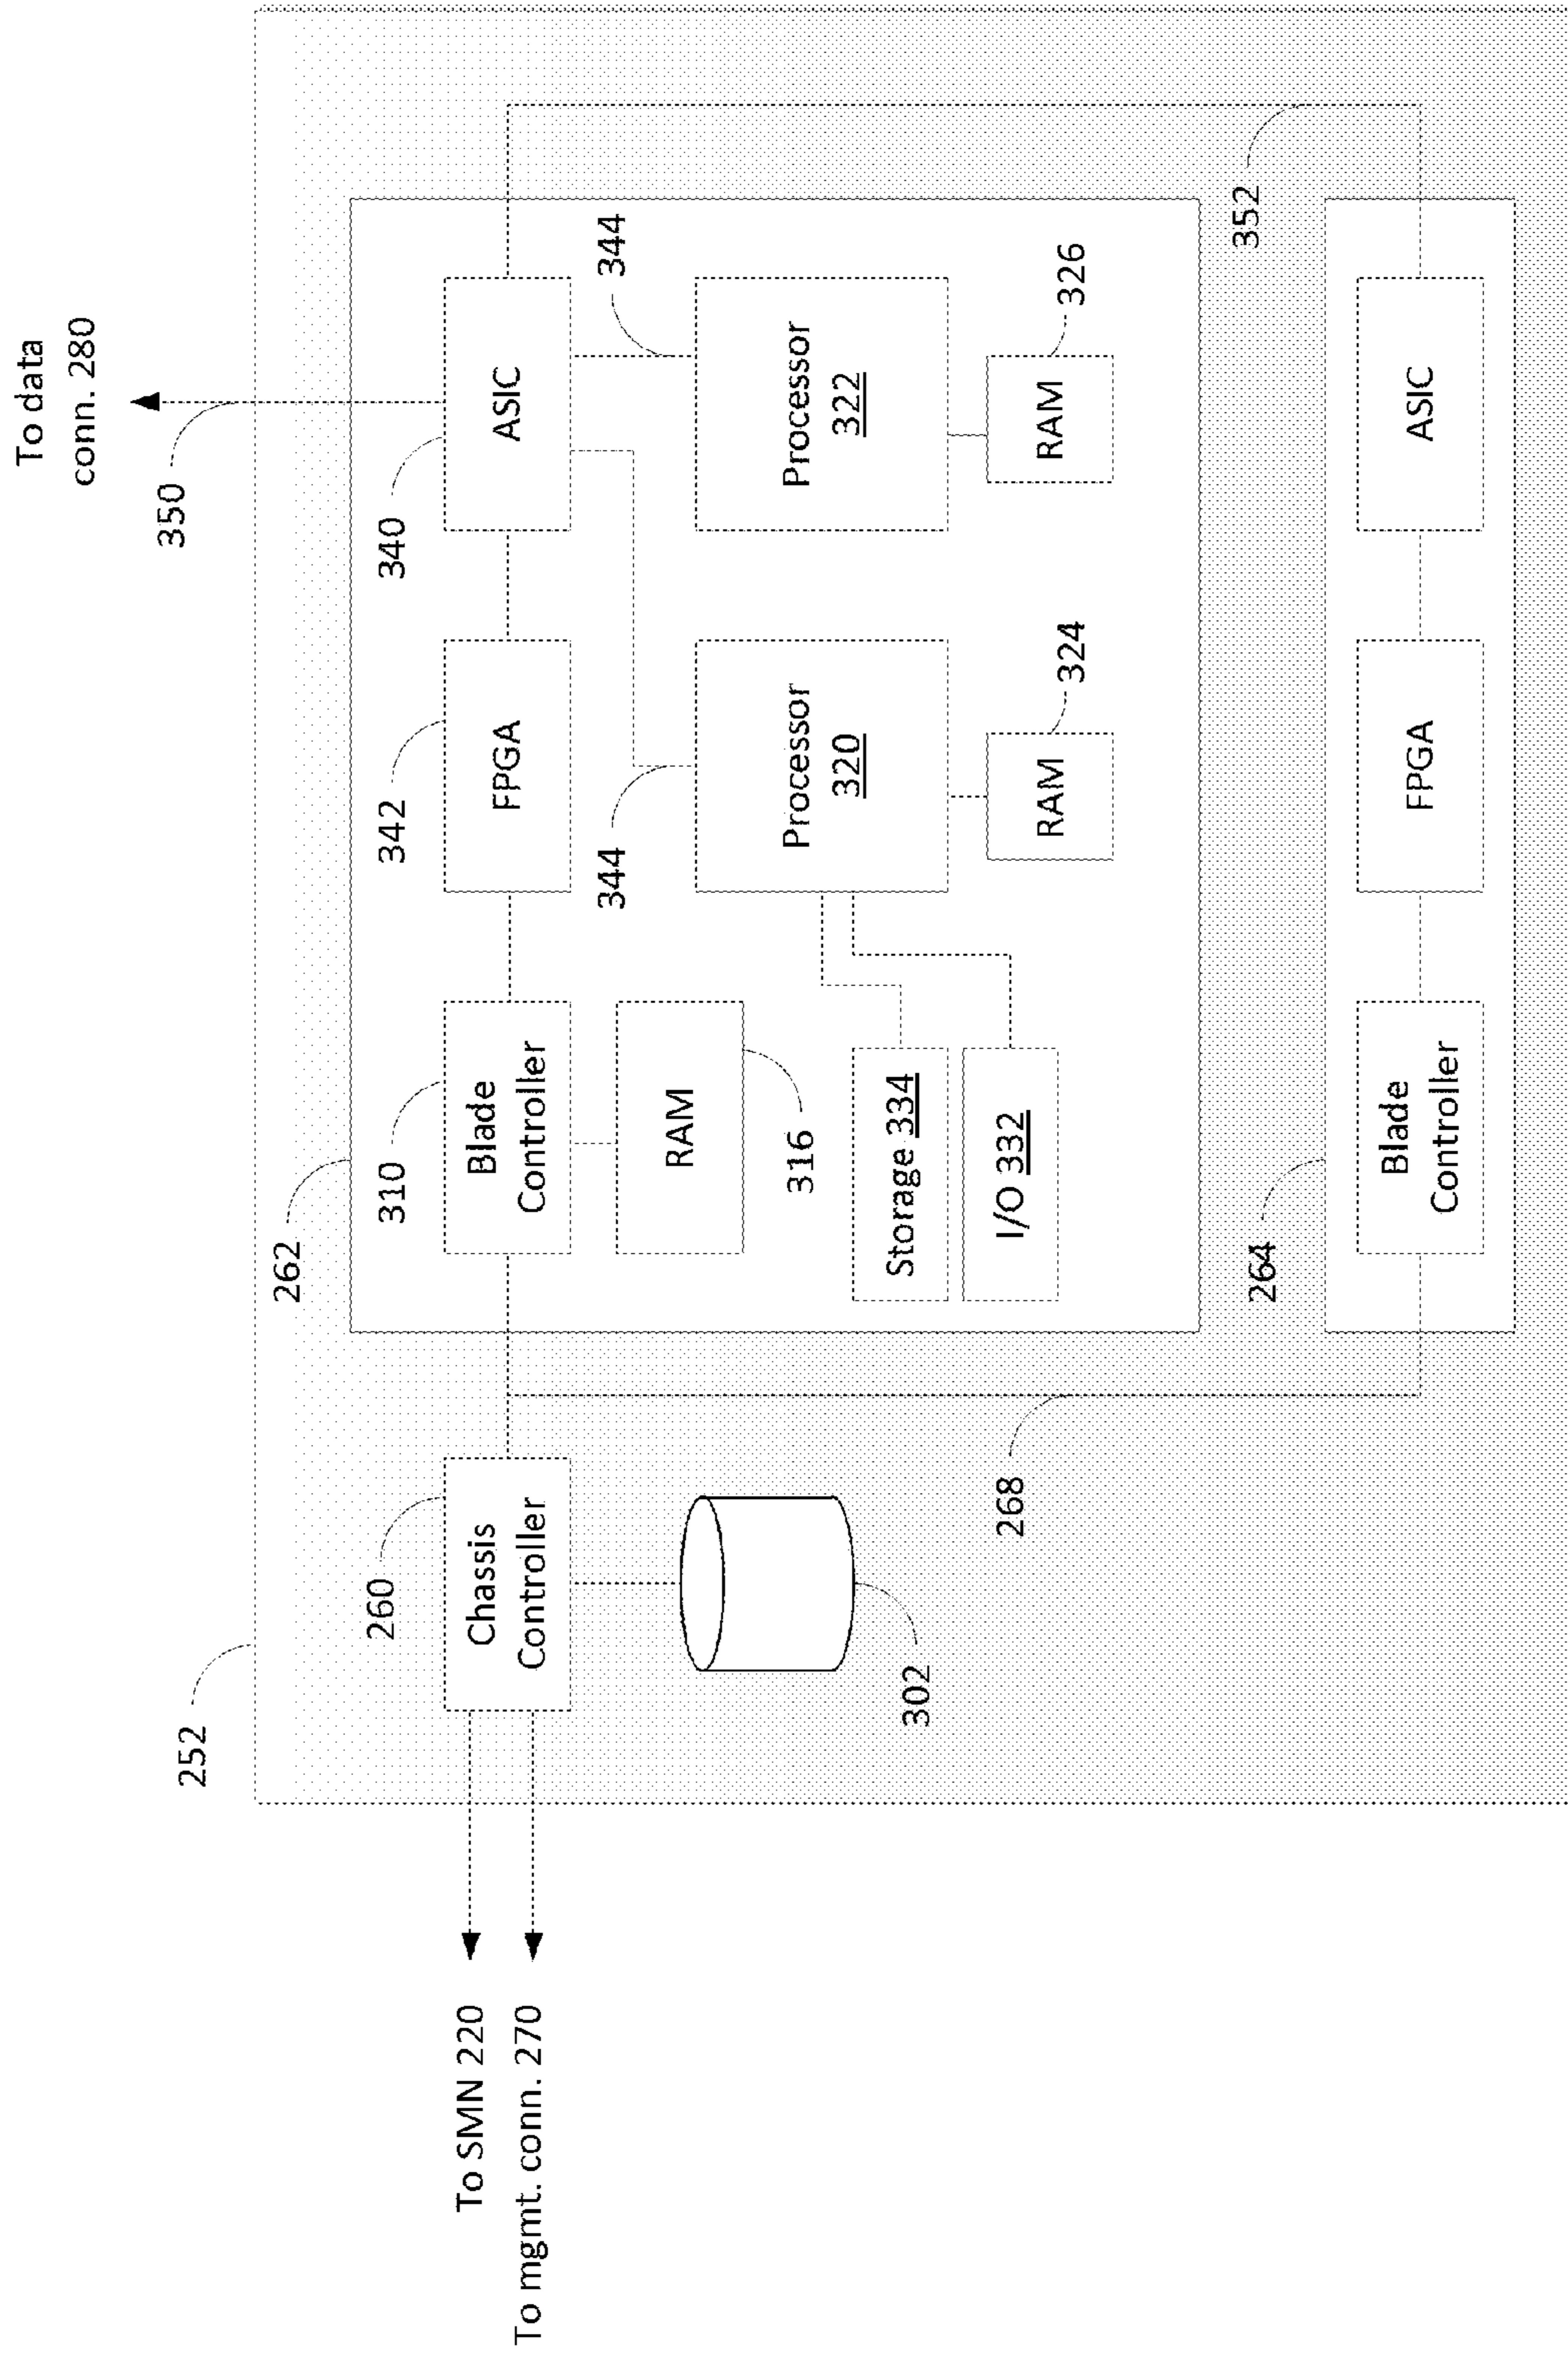 To data
conn. 280
350
252
262
260
Chassis
Controller
To SMN 220
To mgmt. conn. 270
302
268
310
Blade
Controller
RAM
316
342
FPGA
340
ASIC
344
344
Processor
320
Processor
322
Storage 334
I/O 332
RAM
324
RAM
326
352
264
Blade
Controller
FPGA
ASIC